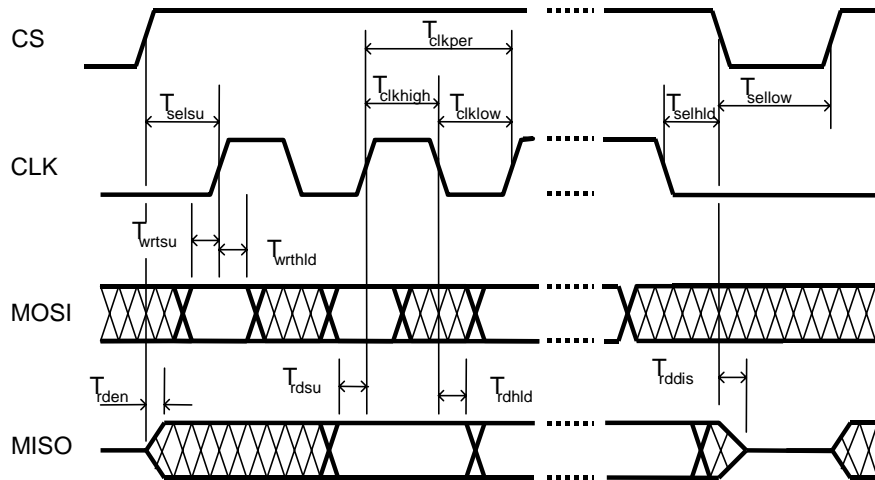 CS
T_clkper
T_selsu
T_clkhigh
T_clklow
T_selhld
T_sellow
CLK
T_wrtsu
T_wrthld
MOSI
T_rden
T_rdsu
T_rdhld
T_rddis
MISO